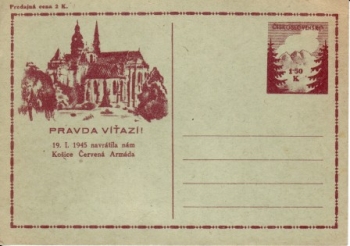 Predajná cena 3 K.
ČESKOSLOVENSKO
1·50
K
PRAVDA VÍŤAZÍ!
19. I. 1945 navrátila nám
Košice Červená Armáda